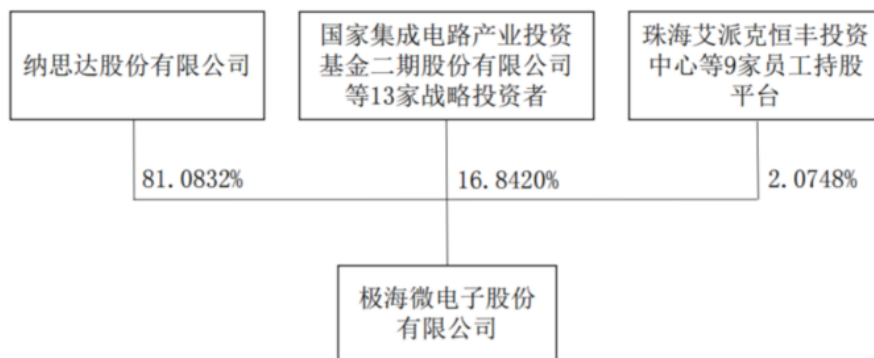 纳思达股份有限公司
国家集成电路产业投资
基金二期股份有限公司
等13家战略投资者
珠海艾派克恒丰投资
中心等9家员工持股
平台
81.0832%
16.8420%
2.0748%
极海微电子股份
有限公司